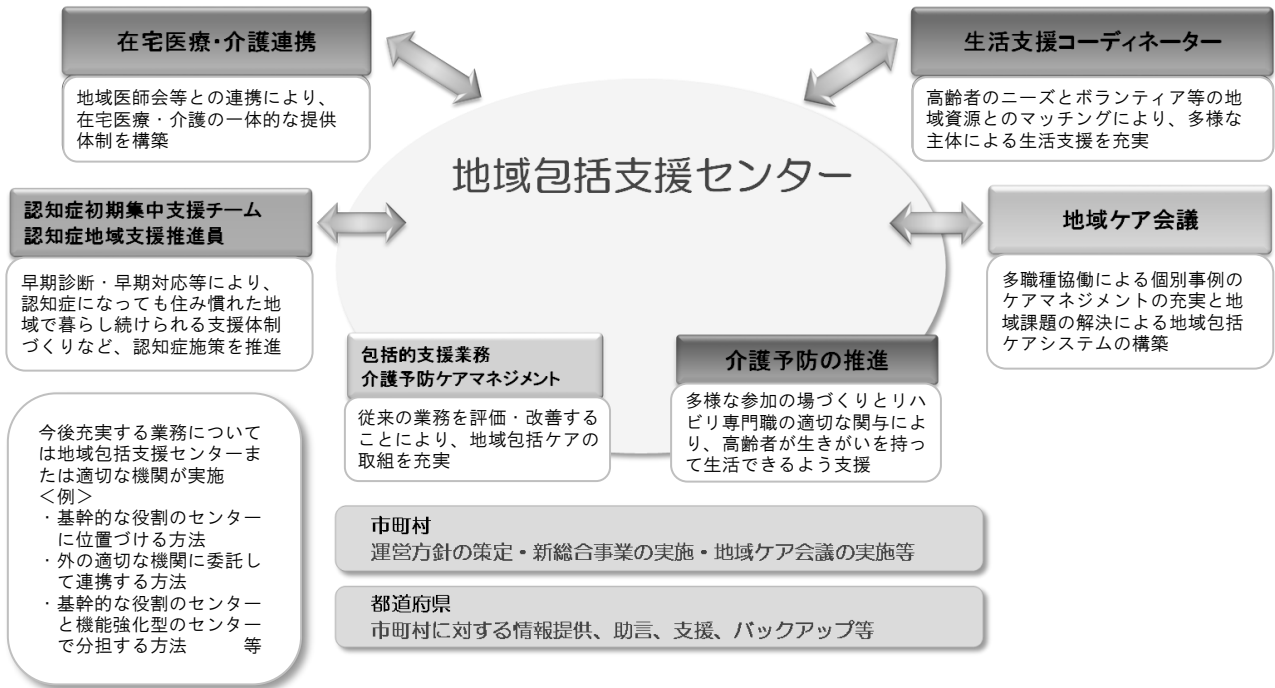 在宅医療・介護連携
地域医師会等との連携により、
在宅医療・介護の一体的な提供
体制を構築
生活支援コーディネーター
高齢者のニーズとボランティア等の地
域資源とのマッチングにより、多様な
主体による生活支援を充実
地域包括支援センター
認知症初期集中支援チーム
認知症地域支援推進員
早期診断・早期対応等により、
認知症になっても住み慣れた地
域で暮らし続けられる支援体制
づくりなど、認知症施策を推進
地域ケア会議
多職種協働による個別事例の
ケアマネジメントの充実と地
域課題の解決による地域包括
ケアシステムの構築
包括的支援業務
介護予防ケアマネジメント
従来の業務を評価・改善する
ことにより、地域包括ケアの
取組を充実
介護予防の推進
多様な参加の場づくりとリハ
ビリ専門職の適切な関与によ
り、高齢者が生きがいを持っ
て生活できるよう支援
今後充実する業務について
は地域包括支援センターま
たは適切な機関が実施
＜例＞
・基幹的な役割のセンター
に位置づける方法
・外の適切な機関に委託し
て連携する方法
・基幹的な役割のセンター
と機能強化型のセンター
で分担する方法　　　等
市町村
運営方針の策定・新総合事業の実施・地域ケア会議の実施等
都道府県
市町村に対する情報提供、助言、支援、バックアップ等